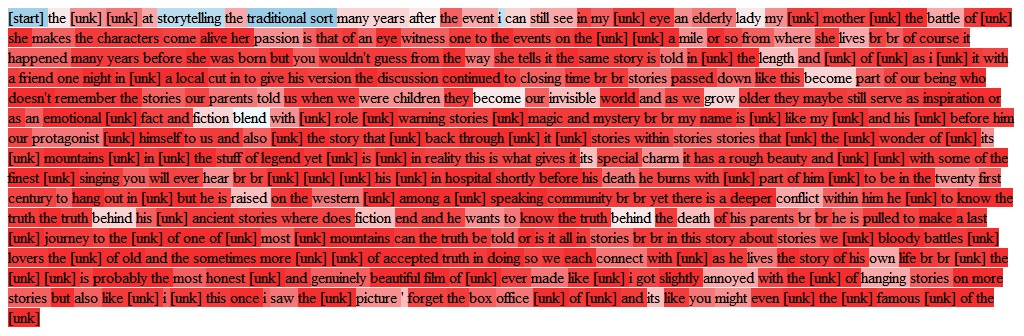 [start] the [unk] [unk] at storytelling the traditional sort many years after the event i can still see in my [unk] eye an elderly lady my [unk] mother [unk] the battle of [unk]
she makes the characters come alive her passion is that of an eye witness one to the events on the [unk] [unk] a mile or so from where she lives br br of course it
happened many years before she was born but you wouldn't guess from the way she tells it the same story is told in [unk] the length and [unk] of [unk] as i [unk] it with
a friend one night in [unk] a local cut in to give his version the discussion continued to closing time br br stories passed down like this become part of our being who
doesn't remember the stories our parents told us when we were children they become our invisible world and as we grow older they maybe still serve as inspiration or
as an emotional [unk] fact and fiction blend with [unk] role [unk] warning stories [unk] magic and mystery br br my name is [unk] like my [unk] and his [unk] before him
our protagonist [unk] himself to us and also [unk] the story that [unk] back through [unk] it [unk] stories within stories stories that [unk] the [unk] wonder of [unk] its
[unk] mountains [unk] in [unk] the stuff of legend yet [unk] is [unk] in reality this is what gives it its special charm it has a rough beauty and [unk] [unk] with some of the
finest [unk] singing you will ever hear br br [unk] [unk] [unk] his [unk] in hospital shortly before his death he burns with [unk] part of him [unk] to be in the twenty first
century to hang out in [unk] but he is raised on the western [unk] among a [unk] speaking community br br yet there is a deeper conflict within him he [unk] to know the
truth the truth behind his [unk] ancient stories where does fiction end and he wants to know the truth behind the death of his parents br br he is pulled to make a last
[unk] journey to the [unk] of one of [unk] most [unk] mountains can the truth be told or is it all in stories br br in this story about stories we [unk] bloody battles [unk]
lovers the [unk] of old and the sometimes more [unk] [unk] of accepted truth in doing so we each connect with [unk] as he lives the story of his own life br br [unk] the
[unk] [unk] is probably the most honest [unk] and genuinely beautiful film of [unk] ever made like [unk] i got slightly annoyed with the [unk] of hanging stories on more
stories but also like [unk] i [unk] this once i saw the [unk] picture ' forget the box office [unk] of [unk] and its like you might even [unk] the [unk] famous [unk] of the
[unk]